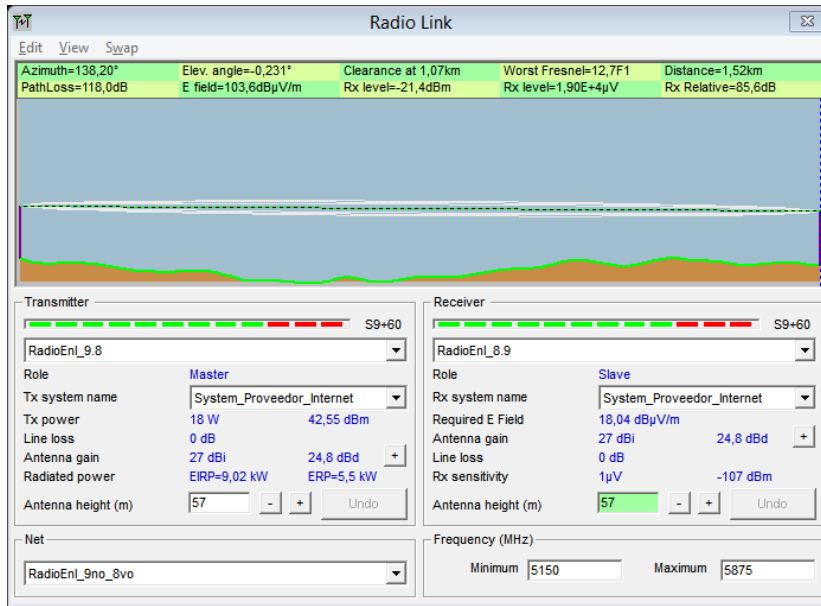 Radio Link
Edit View Swap
Azimuth=138,20° Elev. angle=-0,231° Clearance at 1,07km Worst Fresnel=12,7F1 Distance=1,52km
PathLoss=118,0dB E field=103,6dBµV/m Rx level=-21,4dBm Rx level=1,90E+4µV Rx Relative=85,6dB
Transmitter
S9+60
RadioEnl_9.8
Role Master
Tx system name System_Proveedor_Internet
Tx power 18 W 42,55 dBm
Line loss 0 dB
Antenna gain 27 dBi 24,8 dBd +
Radiated power EIRP=9,02 kW ERP=5,5 kW
Antenna height (m) 57 - + Undo
Receiver
S9+60
RadioEnl_8.9
Role Slave
Rx system name System_Proveedor_Internet
Required E Field 18,04 dBµV/m
Antenna gain 27 dBi 24,8 dBd +
Line loss 0 dB
Rx sensitivity 1µV -107 dBm
Antenna height (m) 57 - + Undo
Net
RadioEnl_9no_8vo
Frequency (MHz)
Minimum 5150 Maximum 5875